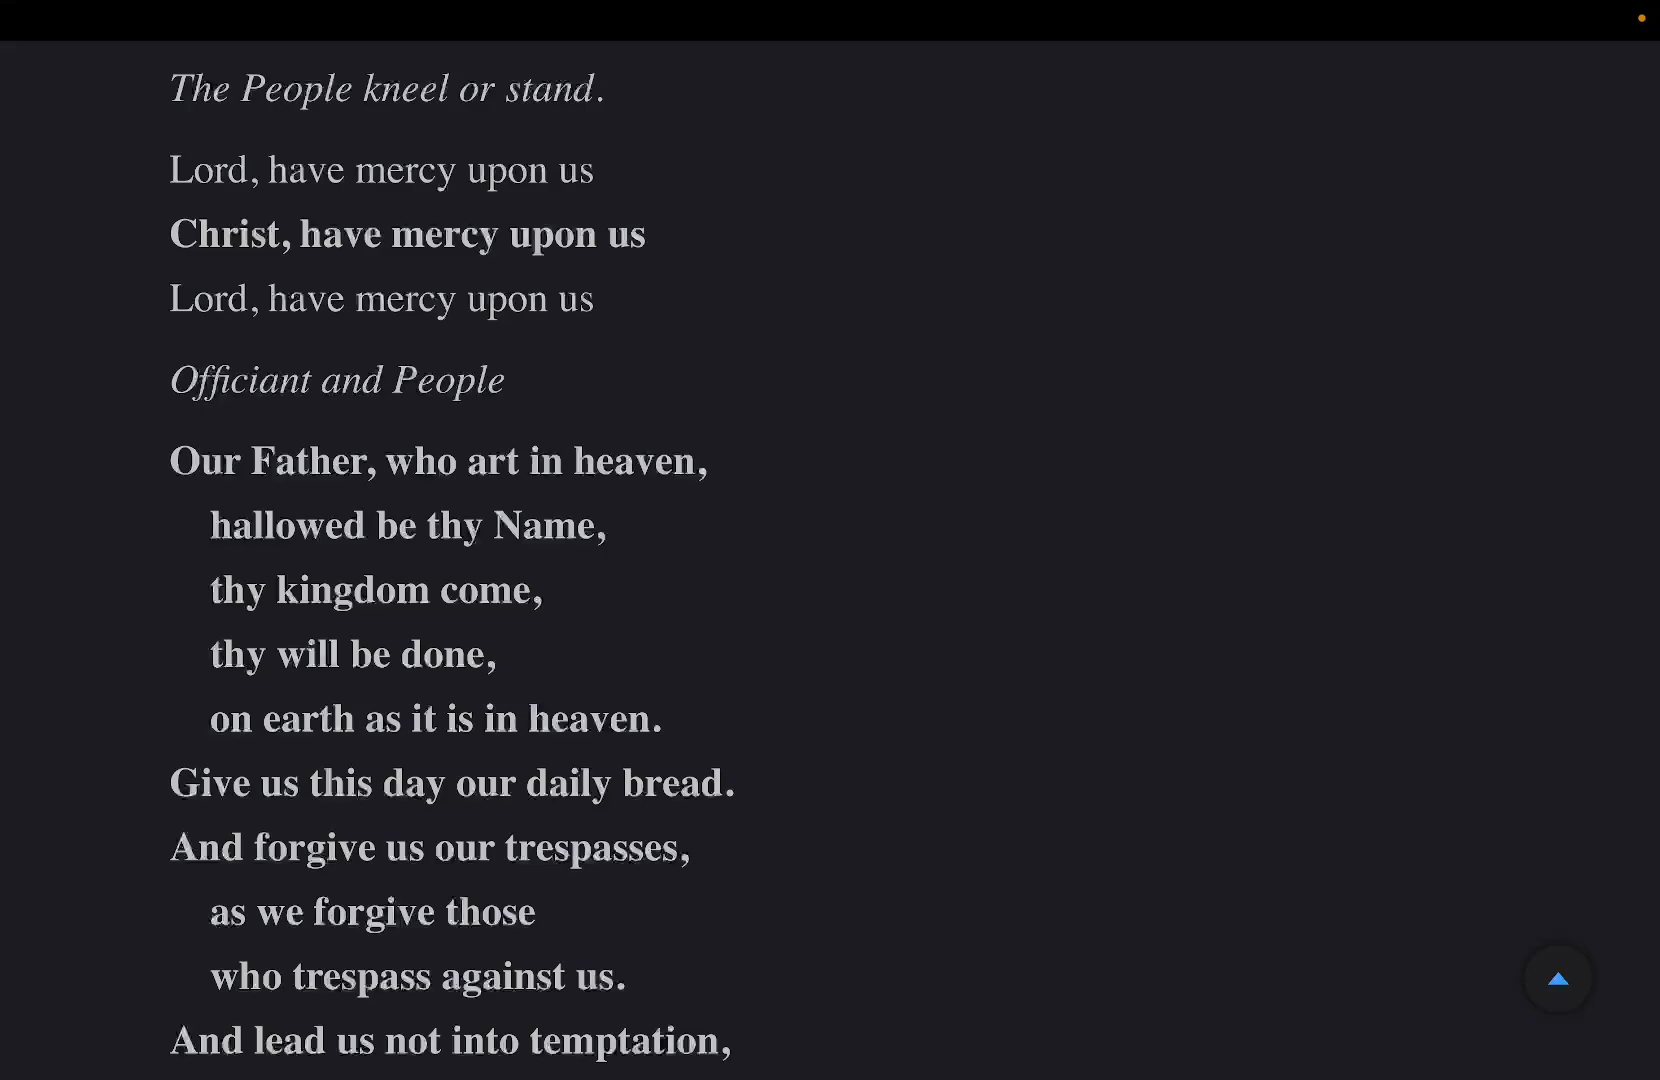 The People kneel or stand.
Lord, have mercy upon us
Christ, have mercy upon us
Lord, have mercy upon us
Officiant and People
Our Father, who art in heaven,
hallowed be thy Name,
thy kingdom come,
thy will be done,
on earth as it is in heaven.
Give us this day our daily bread.
And forgive us our trespasses,
as we forgive those
who trespass against us.
And lead us not into temptation,